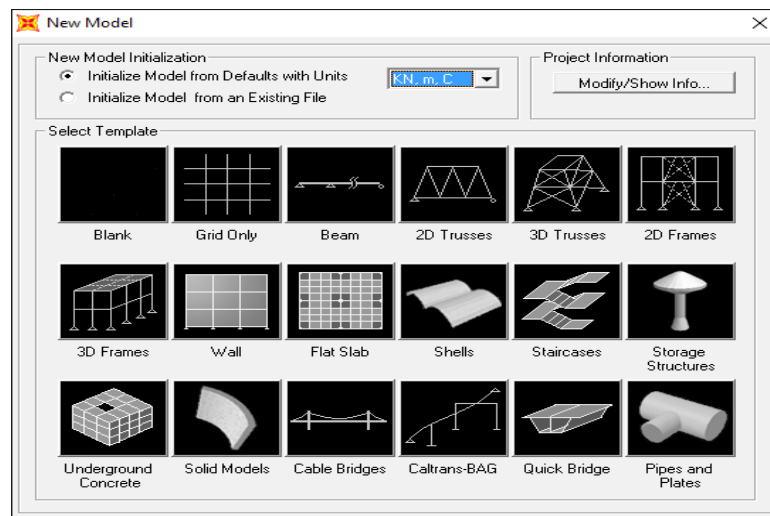 New Model
New Model Initialization
Initialize Model from Defaults with Units
KN, m, C
Initialize Model from an Existing File
Project Information
Modify/Show Info...
Select Template
Blank
Grid Only
Beam
2D Trusses
3D Trusses
2D Frames
3D Frames
Wall
Flat Slab
Shells
Staircases
Storage
Structures
Underground
Concrete
Solid Models
Cable Bridges
Caltrans-BAG
Quick Bridge
Pipes and
Plates